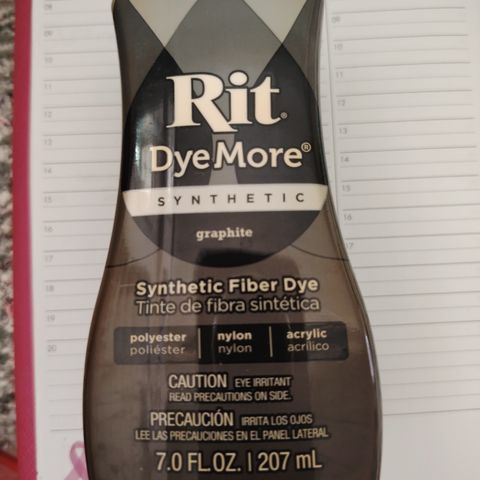 Rit®
DyeMore®
SYNTHETIC
graphite
Synthetic Fiber Dye
Tinte de fibra sintética
polyester | nylon | acrylic
poliéster | nylon | acrílico
CAUTION EYE IRRITANT
READ PRECAUTIONS ON SIDE.
PRECAUCIÓN IRRITA LOS OJOS
LEE LAS PRECAUCIONES EN EL PANEL LATERAL
7.0 FL.OZ. | 207 mL